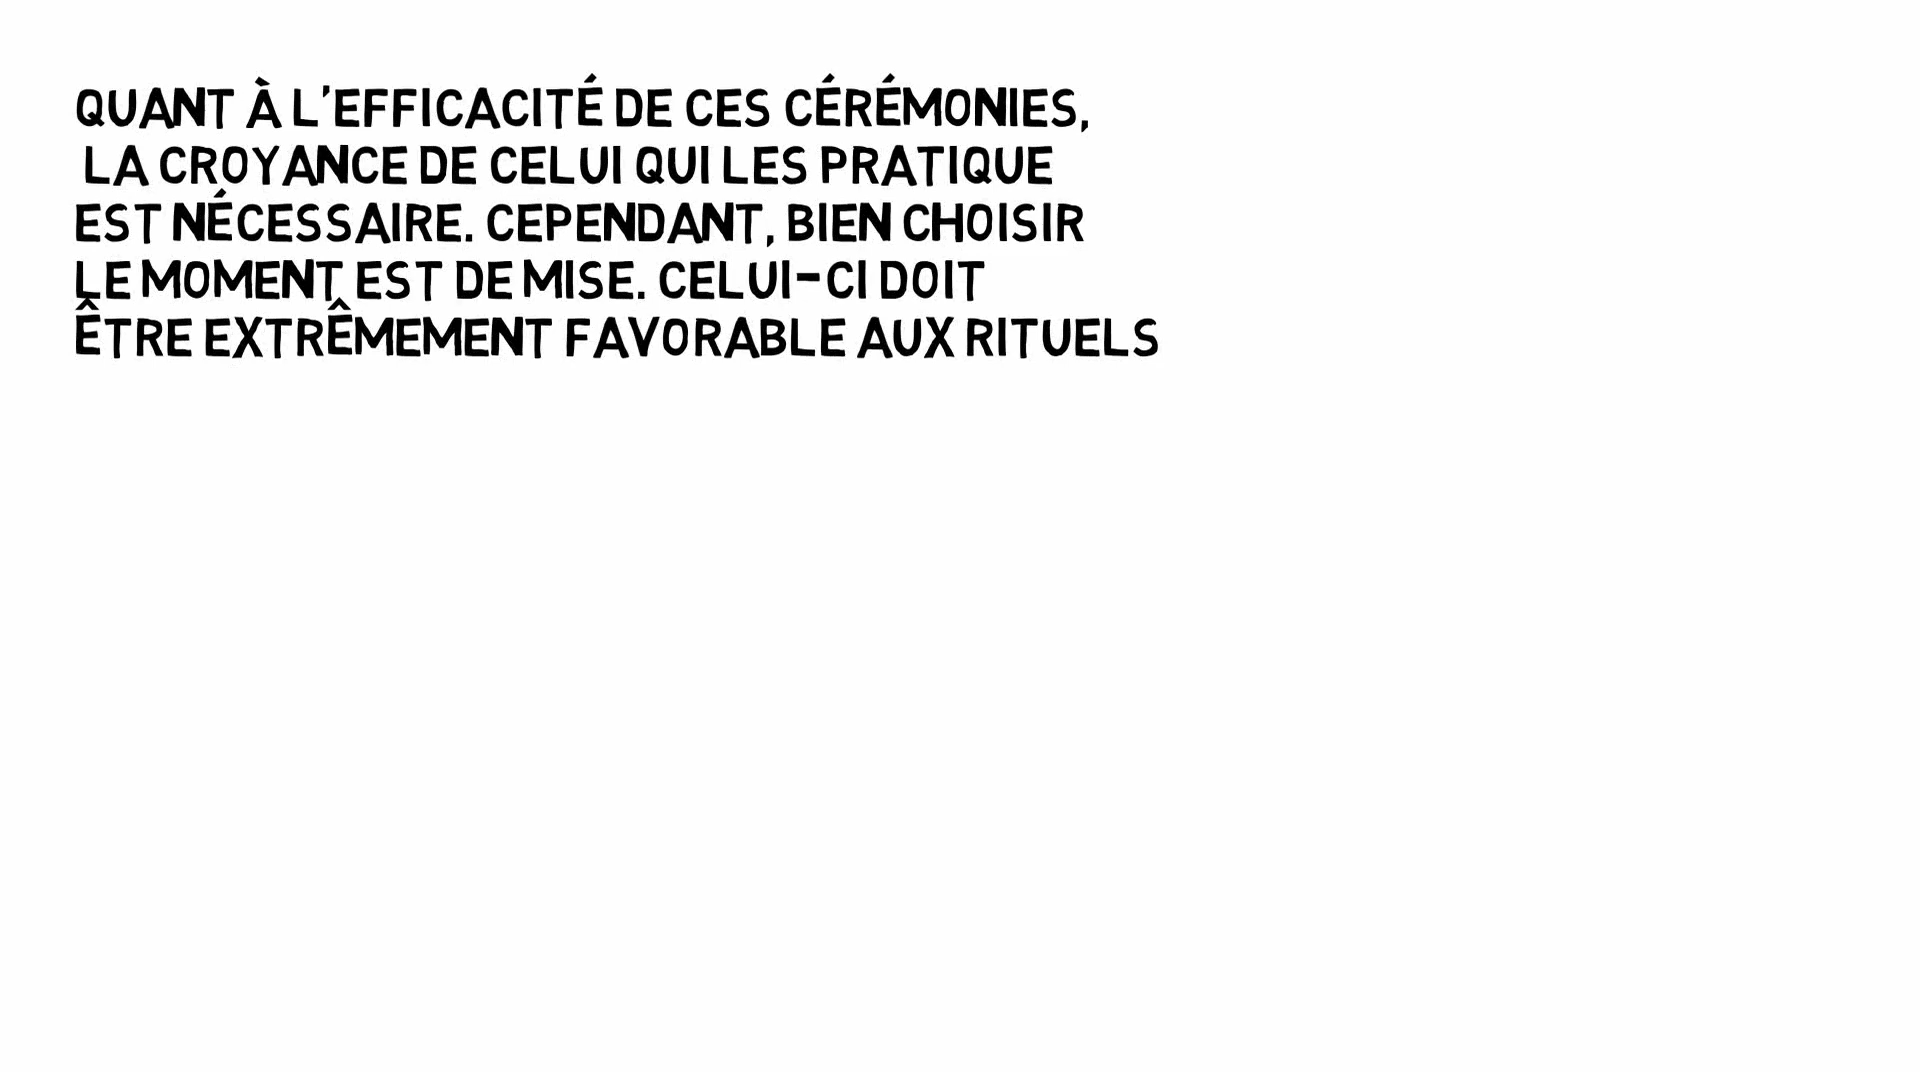 QUANT À L'EFFICACITÉ DE CES CÉRÉMONIES,
LA CROYANCE DE CELUI QUI LES PRATIQUE
EST NÉCESSAIRE. CEPENDANT, BIEN CHOISIR
LE MOMENT EST DE MISE. CELUI-CI DOIT
ÊTRE EXTRÊMEMENT FAVORABLE AUX RITUELS